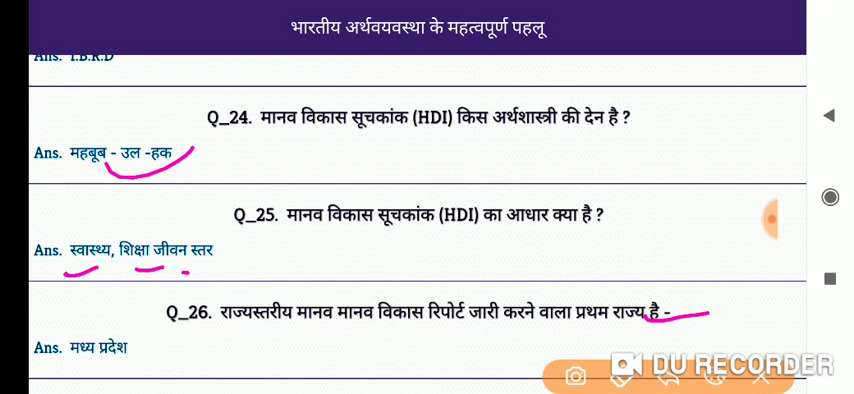 भारतीय अर्थवयवस्था के महत्वपूर्ण पहलू
Ans. I.B.R.D
Q_24. मानव विकास सूचकांक (HDI) किस अर्थशास्त्री की देन है ?
Ans. महबूब - उल -हक
Q_25. मानव विकास सूचकांक (HDI) का आधार क्या है ?
Ans. स्वास्थ्य, शिक्षा जीवन स्तर
Q_26. राज्यस्तरीय मानव मानव विकास रिपोर्ट जारी करने वाला प्रथम राज्य है -
Ans. मध्य प्रदेश
DU RECORDER